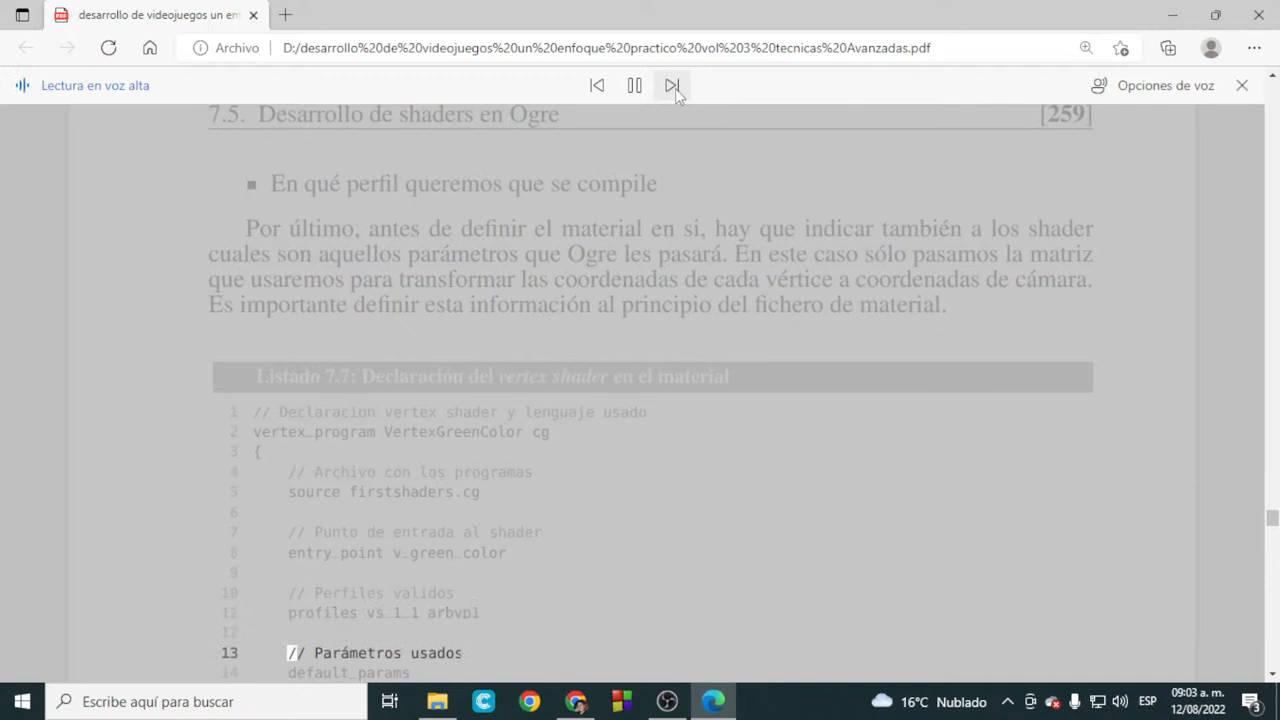 desarrollo de videojuegos un en
Archivo
D:/desarrollo%20de%20videojuegos%20un%20enfoque%20practico%20vol%203%20tecnicas%20Avanzadas.pdf
Lectura en voz alta
Opciones de voz
7.5. Desarrollo de shaders en Ogre [259]
▪ En qué perfil queremos que se compile
Por último, antes de definir el material en si, hay que indicar también a los shader
cuales son aquellos parámetros que Ogre les pasará. En este caso sólo pasamos la matriz
que usaremos para transformar las coordenadas de cada vértice a coordenadas de cámara.
Es importante definir esta información al principio del fichero de material.
Listado 7.7: Declaración del vertex shader en el material
1 // Declaracion vertex shader y lenguaje usado
2 vertex_program VertexGreenColor cg
3 {
4 // Archivo con los programas
5 source firstshaders.cg
6
7 // Punto de entrada al shader
8 entry_point v_green_color
9
10 // Perfiles validos
12 profiles vs_1_1 arbvp1
12
13 // Parámetros usados
14 default_params
Escribe aquí para buscar
16°C Nublado
ESP
09:03 a. m.
12/08/2022
3